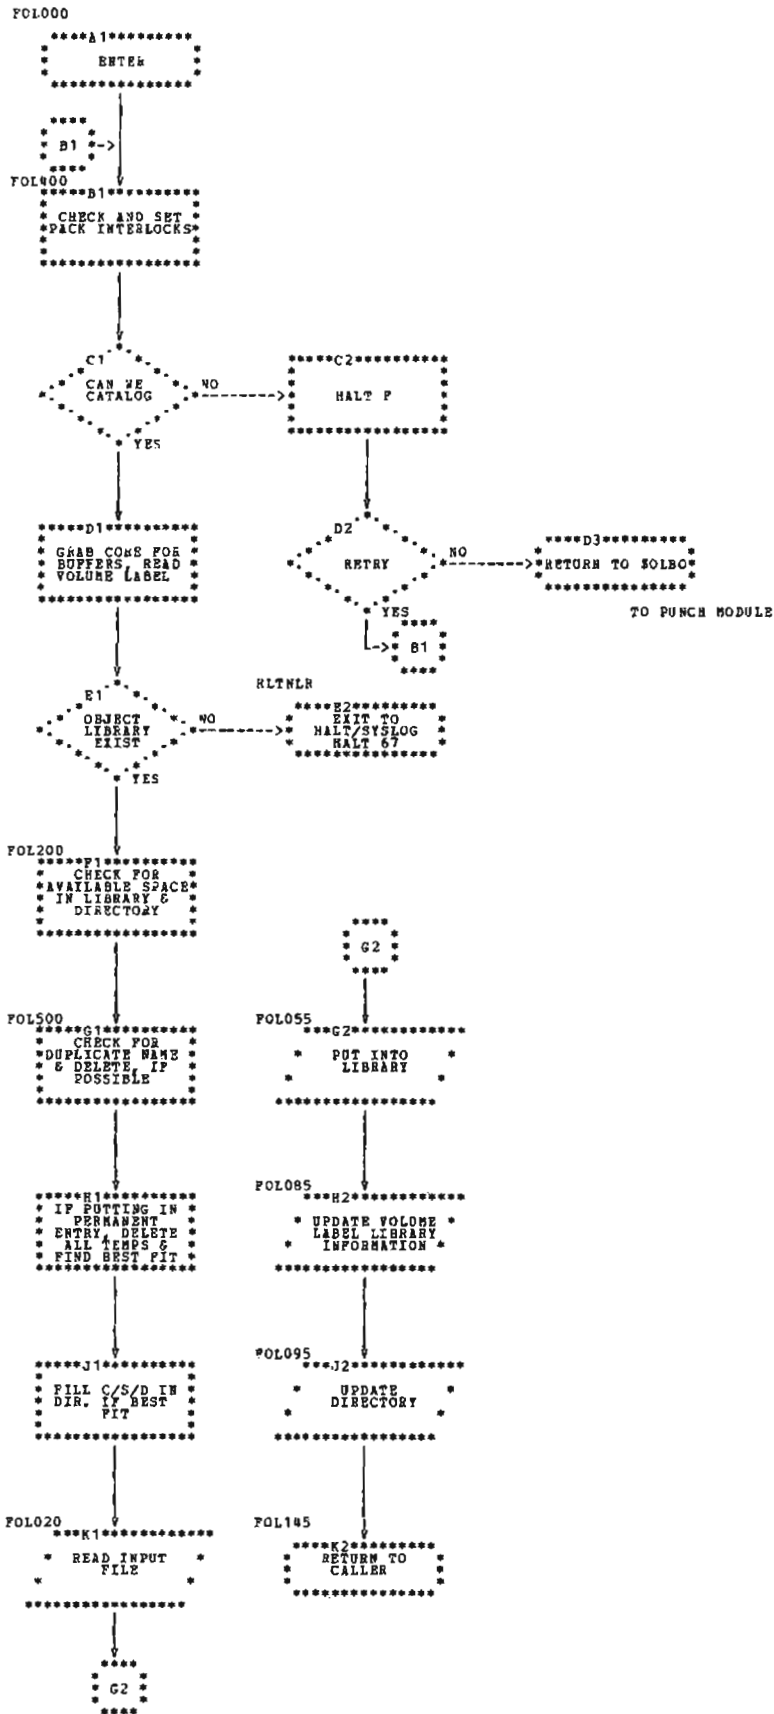 FOL000
A1
ENTER
B1
FOL400
B1
CHECK AND SET
PACK INTERLOCKS
C1
CAN WE
CATALOG
NO
YES
C2
HALT P
D1
GRAB CORE FOR
BUFFERS, READ
VOLUME LABEL
D2
RETRY
NO
YES
D3
RETURN TO $OLBO
TO PUNCH MODULE
B1
E1
OBJECT
LIBRARY
EXIST
NO
YES
RLTNLR
E2
EXIT TO
HALT/SYSLOG
HALT 67
FOL200
F1
CHECK FOR
AVAILABLE SPACE
IN LIBRARY &
DIRECTORY
G2
FOL500
G1
CHECK FOR
DUPLICATE NAME
& DELETE, IF
POSSIBLE
FOL055
G2
PUT INTO
LIBRARY
H1
IF PUTTING IN
PERMANENT
ENTRY, DELETE
ALL TEMPS &
FIND BEST FIT
FOL085
H2
UPDATE VOLUME
LABEL LIBRARY
INFORMATION
J1
FILL C/S/D IN
DIR. IF BEST
FIT
FOL095
J2
UPDATE
DIRECTORY
FOL020
K1
READ INPUT
FILE
FOL145
K2
RETURN TO
CALLER
G2